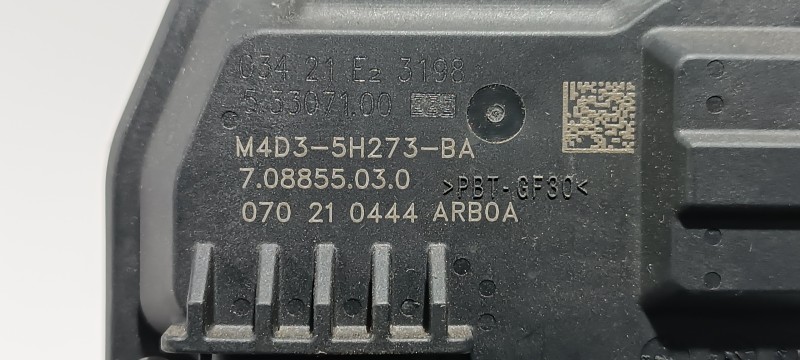 034 21 E2 3198
5.33071.00
M4D3-5H273-BA
7.08855.03.0 >PBT-GF30<
070 21 0444 ARB0A